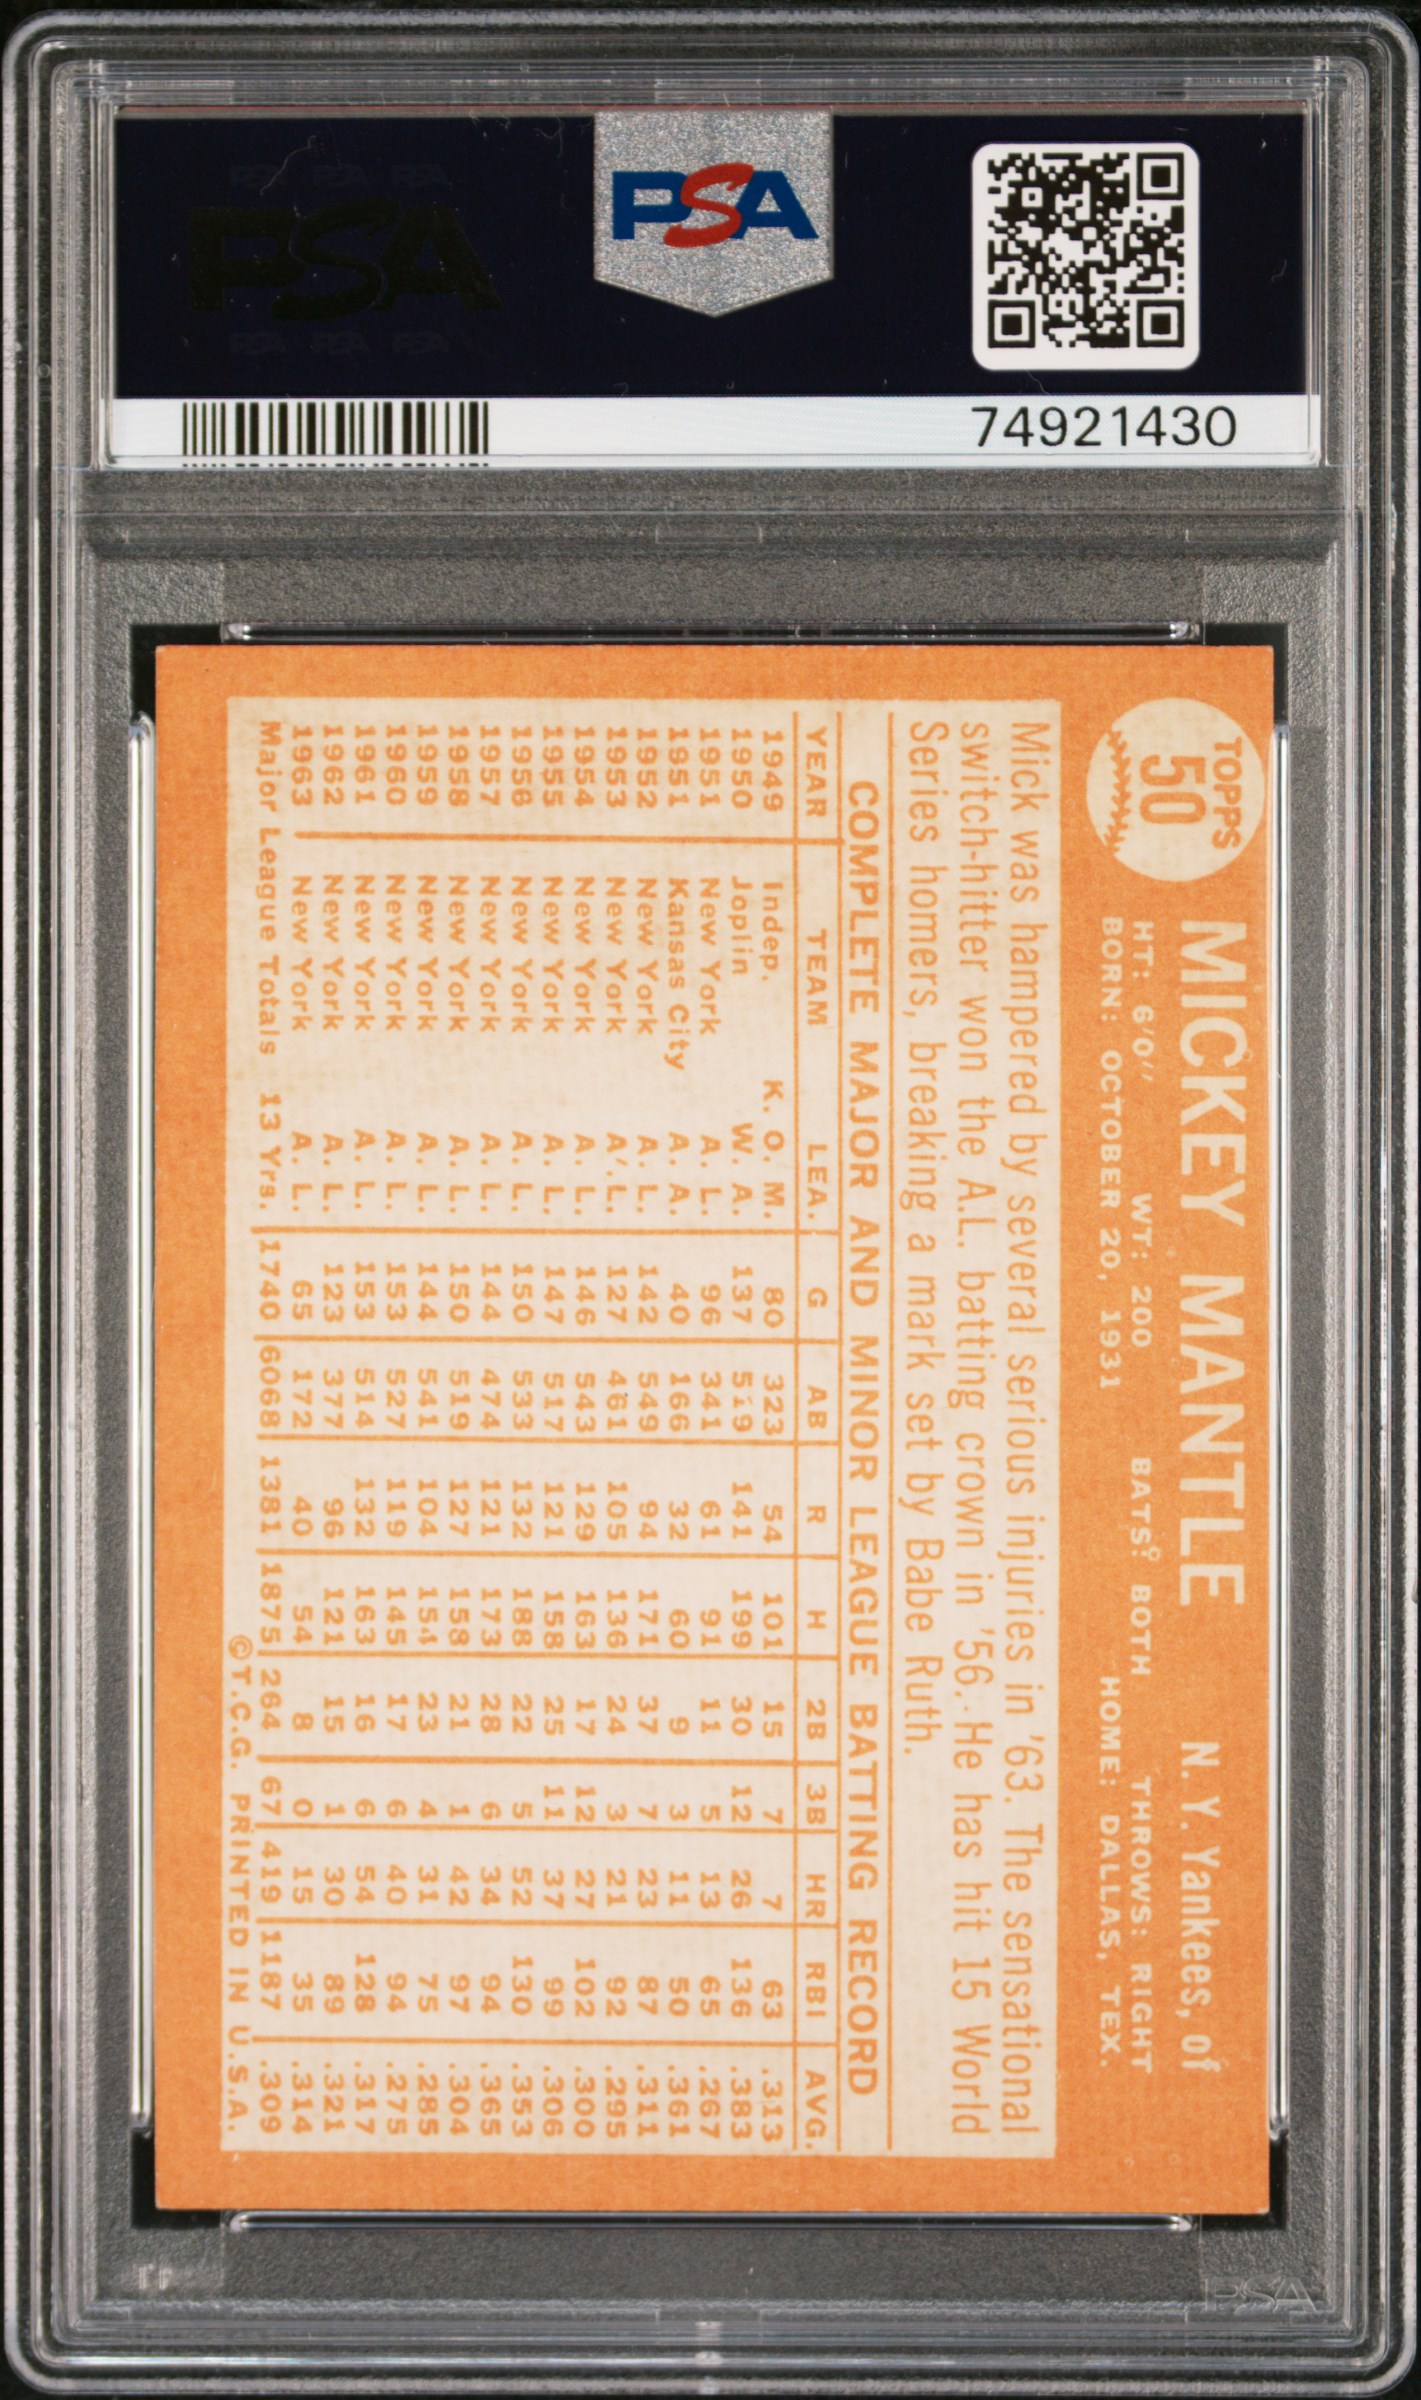 PSA
74921430
TOPPS
50
MICKEY MANTLE N. Y. Yankees, of
HT: 6'0" WT: 200 BATS: BOTH THROWS: RIGHT
BORN: OCTOBER 20, 1931 HOME: DALLAS, TEX.
Mick was hampered by several serious injuries in '63. The sensational
switch-hitter won the A.L. batting crown in '56. He has hit 15 World
Series homers, breaking a mark set by Babe Ruth.
COMPLETE MAJOR AND MINOR LEAGUE BATTING RECORD
YEAR TEAM LEA. G AB R H 2B 3B HR RBI AVG.
1949 Indep. K. O. M. 80 323 54 101 15 7 7 63 .313
1950 Joplin W. A. 137 519 141 199 30 12 26 136 .383
1951 New York A. L. 96 341 61 91 11 5 13 65 .267
1951 Kansas City A. A. 40 166 32 60 9 3 11 50 .361
1952 New York A. L. 142 549 94 171 37 7 23 87 .311
1953 New York A. L. 127 461 105 136 24 3 21 92 .295
1954 New York A. L. 146 543 129 163 17 12 27 102 .300
1955 New York A. L. 147 517 121 158 25 11 37 99 .306
1956 New York A. L. 150 533 132 188 22 5 52 130 .353
1957 New York A. L. 144 474 121 173 28 6 34 94 .365
1958 New York A. L. 150 519 127 158 21 1 42 97 .304
1959 New York A. L. 144 541 104 154 23 4 31 75 .285
1960 New York A. L. 153 527 119 145 17 6 40 94 .275
1961 New York A. L. 153 514 132 163 16 6 54 128 .317
1962 New York A. L. 123 377 96 121 15 1 30 89 .321
1963 New York A. L. 65 172 40 54 8 0 15 35 .314
Major League Totals 13 Yrs. 1740 6068 1381 1875 264 67 419 1187 .309
©T.C.G. PRINTED IN U.S.A.
PSA